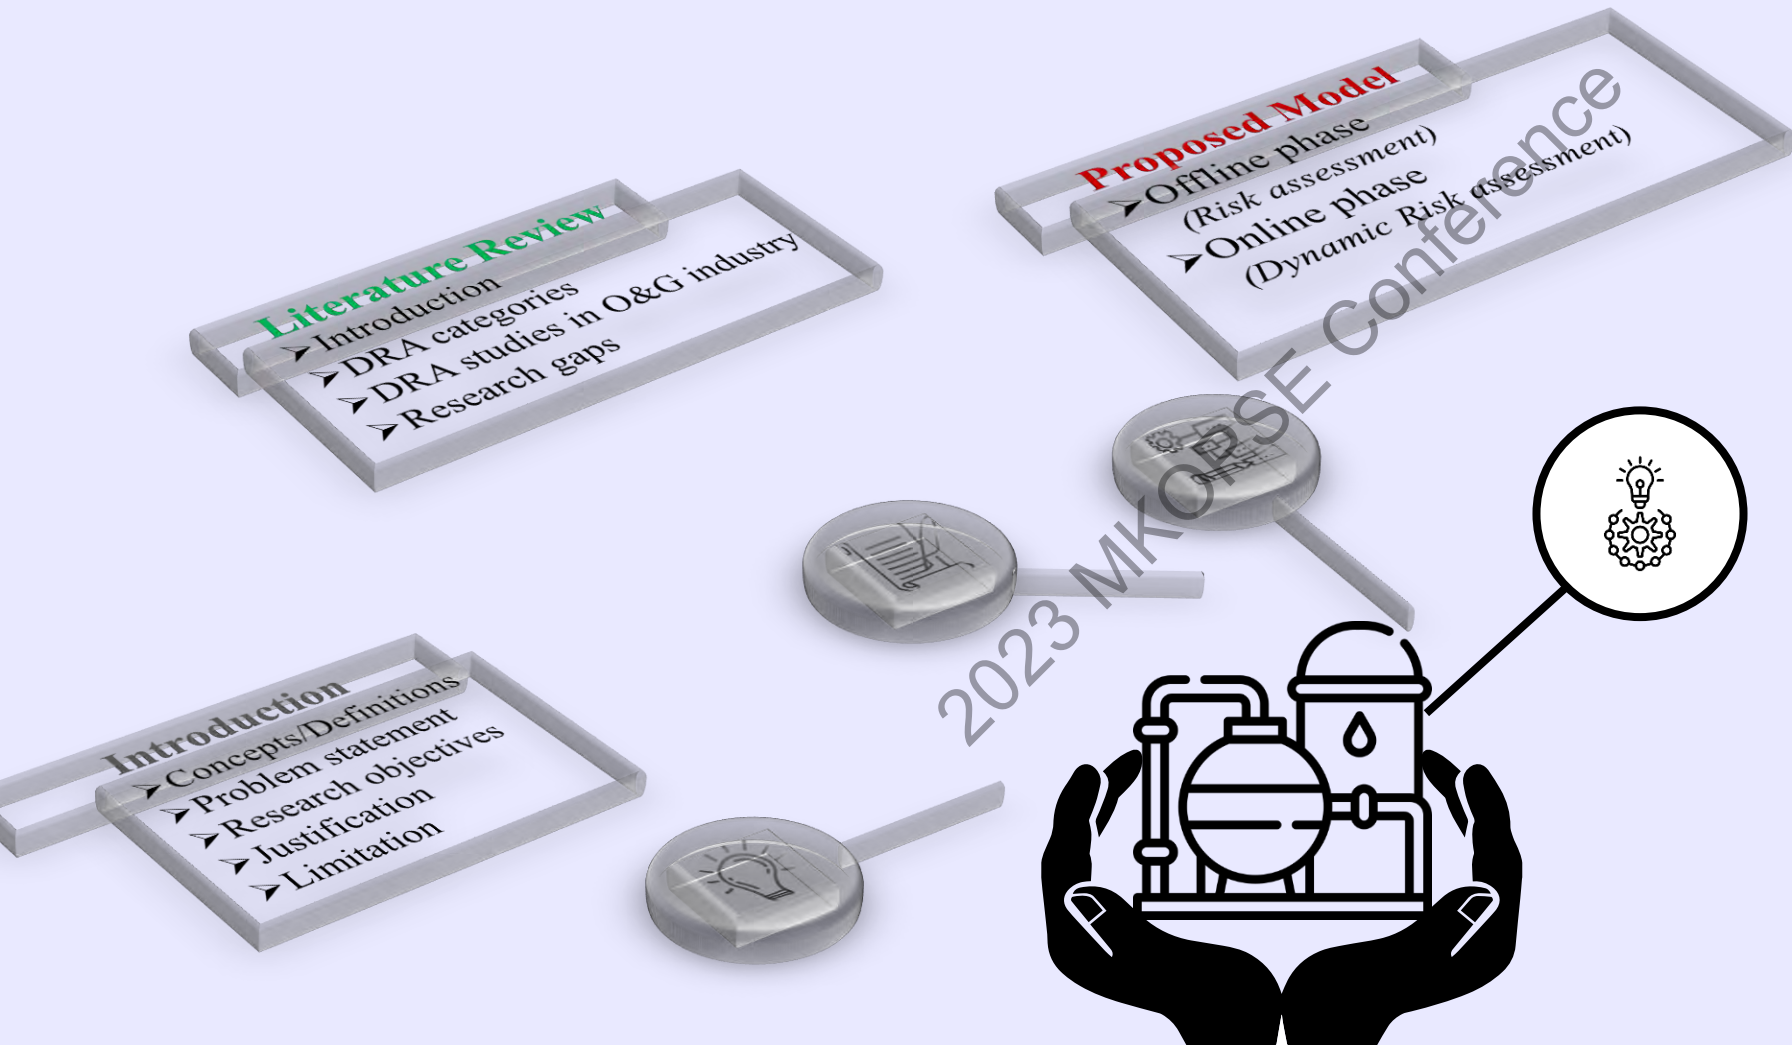 Literature Review
Introduction
DRA categories
DRA studies in O&G industry
Research gaps
Proposed Model
Offline phase
(Risk assessment)
Online phase
(Dynamic Risk assessment)
Introduction
Concepts/Definitions
Problem statement
Research objectives
Justification
Limitation
2023 MKORSE Conference